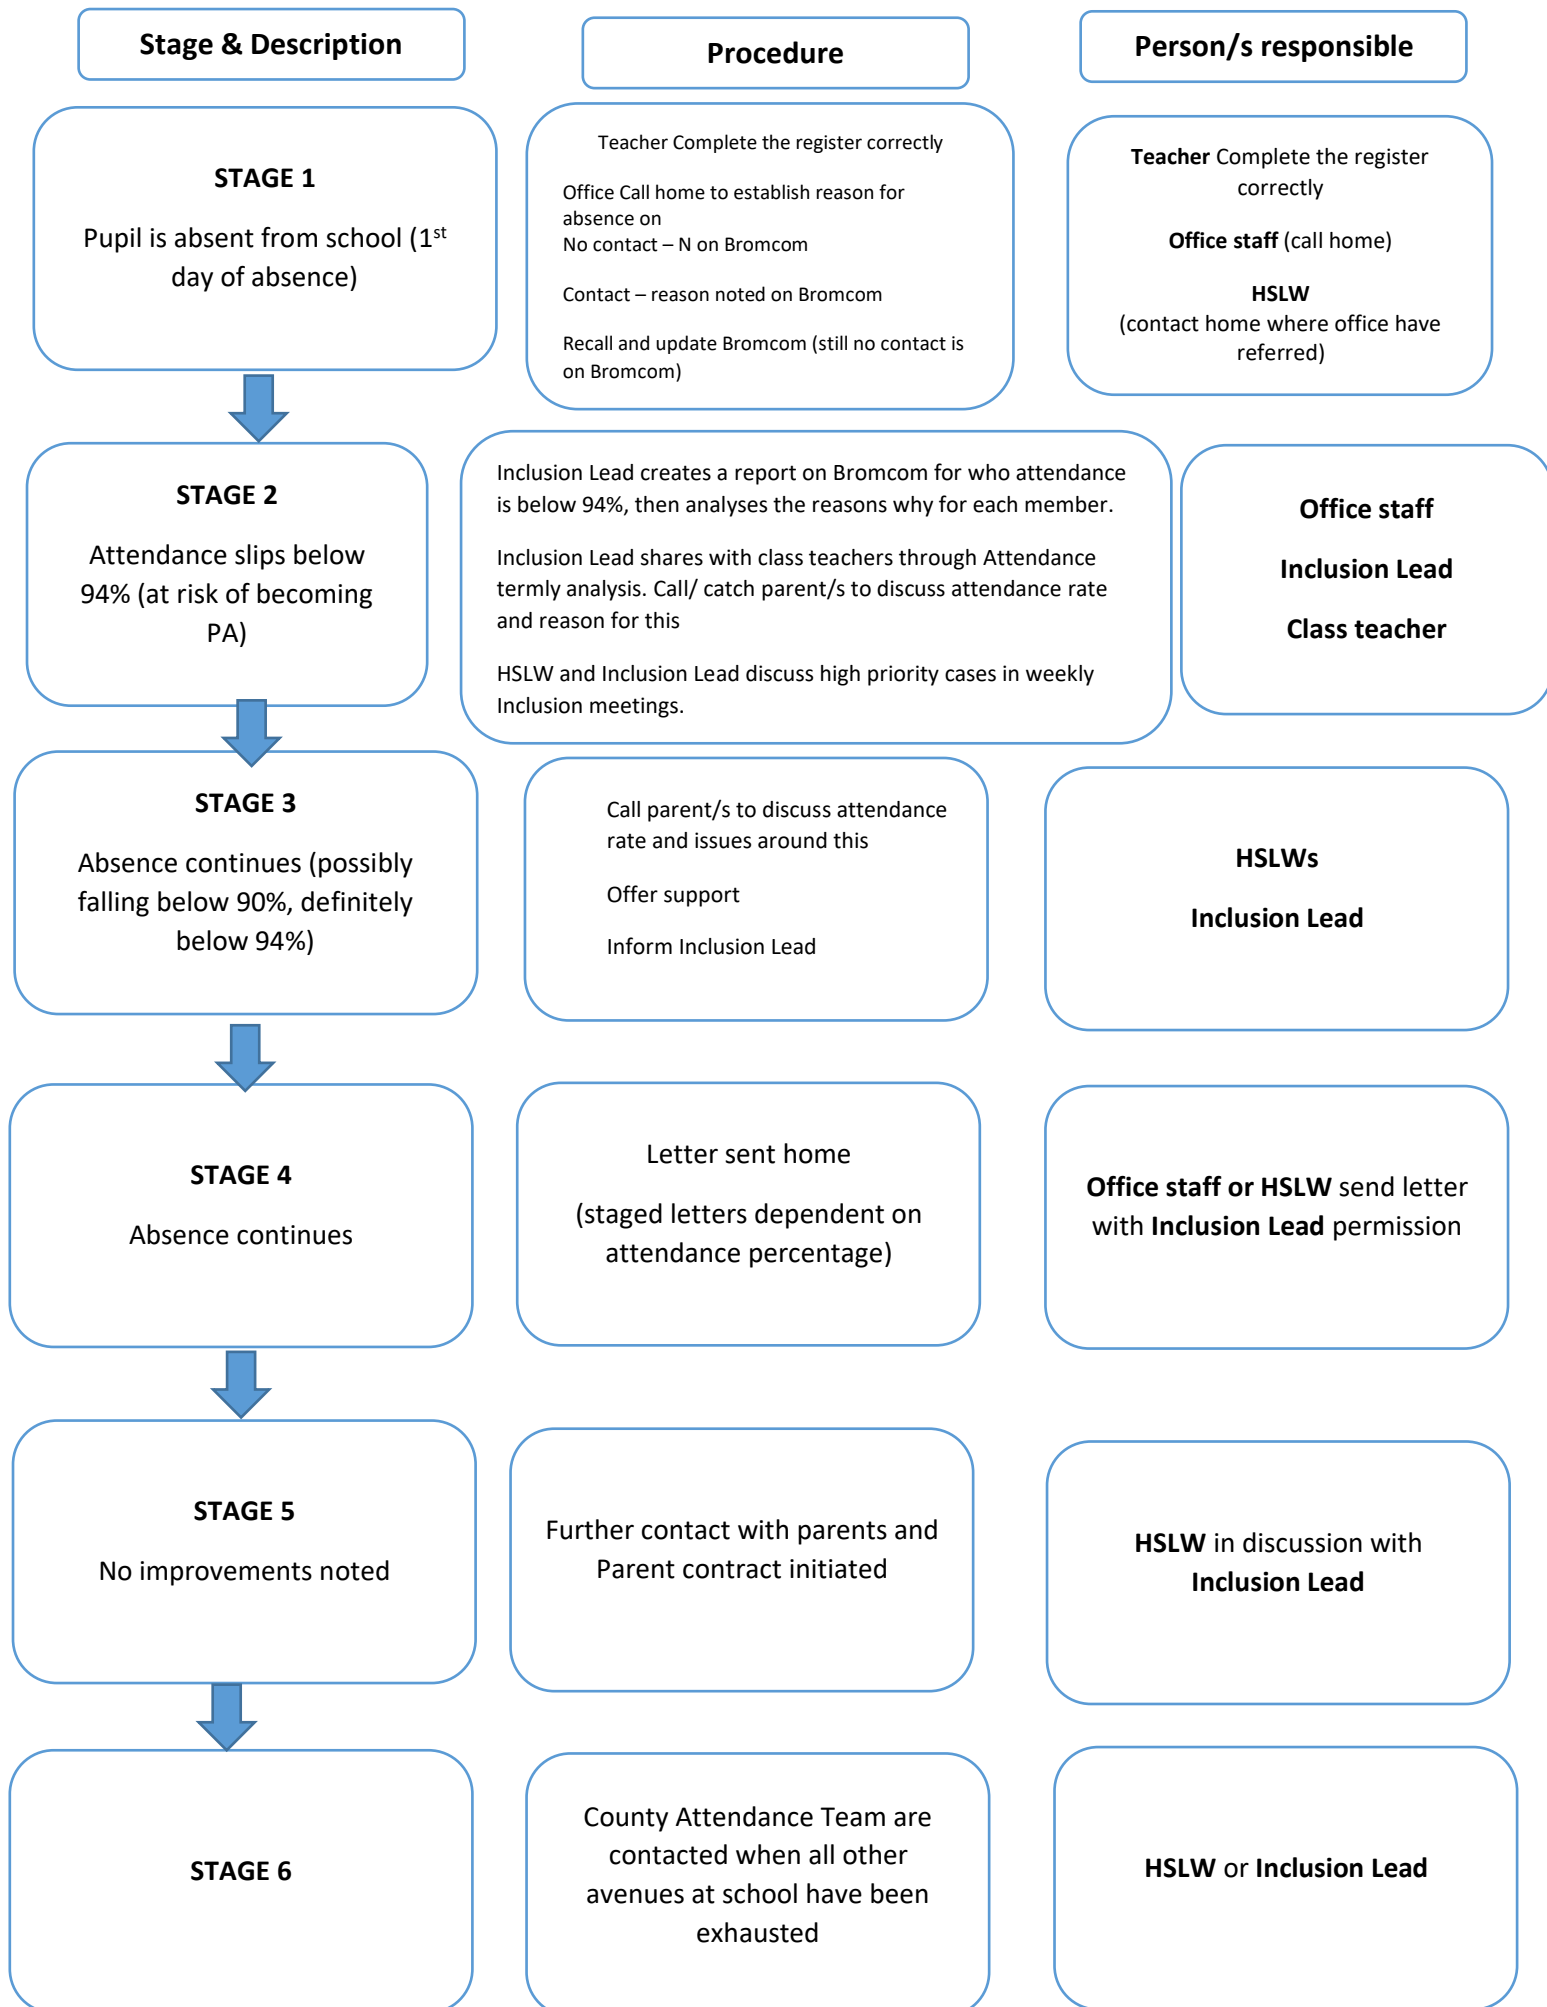 Stage & Description
Procedure
Person/s responsible
STAGE 1
Pupil is absent from school (1st
day of absence)
Teacher Complete the register correctly
Office Call home to establish reason for
absence on
No contact – N on Bromcom
Contact – reason noted on Bromcom
Recall and update Bromcom (still no contact is
on Bromcom)
Teacher Complete the register
correctly
Office staff (call home)
HSLW
(contact home where office have
referred)
STAGE 2
Attendance slips below
94% (at risk of becoming
PA)
Inclusion Lead creates a report on Bromcom for who attendance
is below 94%, then analyses the reasons why for each member.
Inclusion Lead shares with class teachers through Attendance
termly analysis. Call/ catch parent/s to discuss attendance rate
and reason for this
HSLW and Inclusion Lead discuss high priority cases in weekly
Inclusion meetings.
Office staff
Inclusion Lead
Class teacher
STAGE 3
Absence continues (possibly
falling below 90%, definitely
below 94%)
Call parent/s to discuss attendance
rate and issues around this
Offer support
Inform Inclusion Lead
HSLWs
Inclusion Lead
STAGE 4
Absence continues
Letter sent home
(staged letters dependent on
attendance percentage)
Office staff or HSLW send letter
with Inclusion Lead permission
STAGE 5
No improvements noted
Further contact with parents and
Parent contract initiated
HSLW in discussion with
Inclusion Lead
STAGE 6
County Attendance Team are
contacted when all other
avenues at school have been
exhausted
HSLW or Inclusion Lead